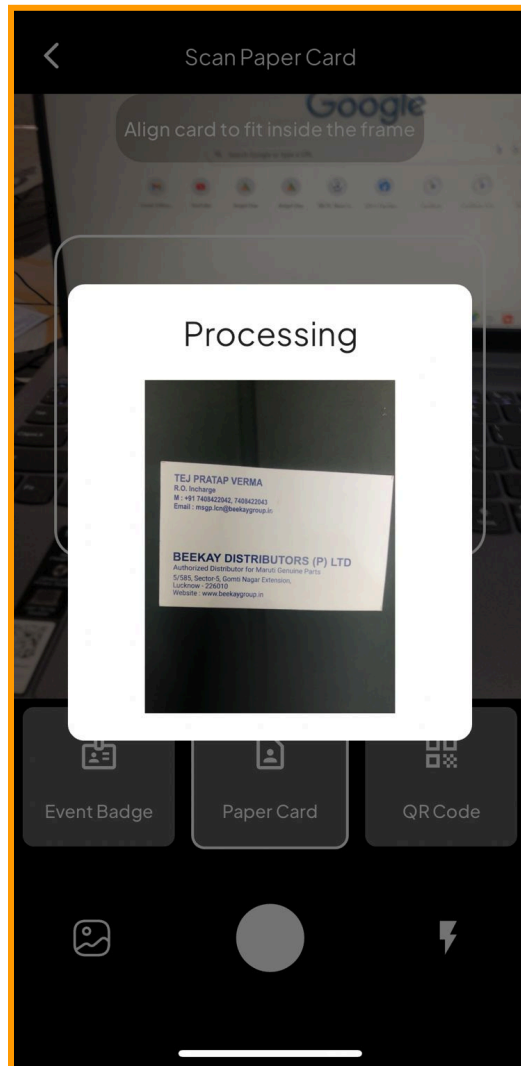 Scan Paper Card
Google
Align card to fit inside the frame
Processing
TEJ PRATAP VERMA
R.O. Incharge
M : +91 7408422042, 7408422043
Email : msgp.lcn@beekaygroup.in
BEEKAY DISTRIBUTORS (P) LTD
Authorized Distributor for Maruti Genuine Parts
5/585, Sector-5, Gomti Nagar Extension,
Lucknow - 226010
Website : www.beekaygroup.in
Event Badge
Paper Card
QR Code